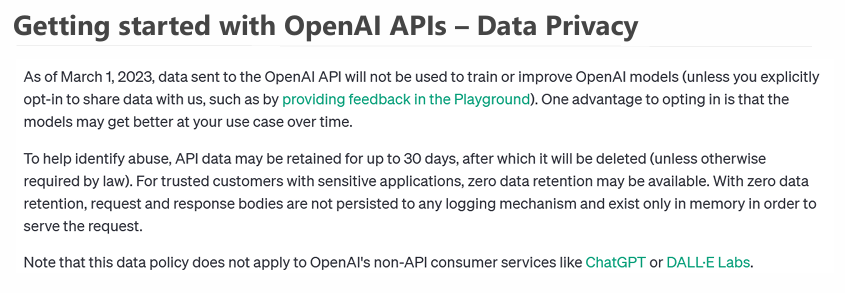 Getting started with OpenAI APIs – Data Privacy
As of March 1, 2023, data sent to the OpenAI API will not be used to train or improve OpenAI models (unless you explicitly
opt-in to share data with us, such as by providing feedback in the Playground). One advantage to opting in is that the
models may get better at your use case over time.
To help identify abuse, API data may be retained for up to 30 days, after which it will be deleted (unless otherwise
required by law). For trusted customers with sensitive applications, zero data retention may be available. With zero data
retention, request and response bodies are not persisted to any logging mechanism and exist only in memory in order to
serve the request.
Note that this data policy does not apply to OpenAI's non-API consumer services like ChatGPT or DALL·E Labs.